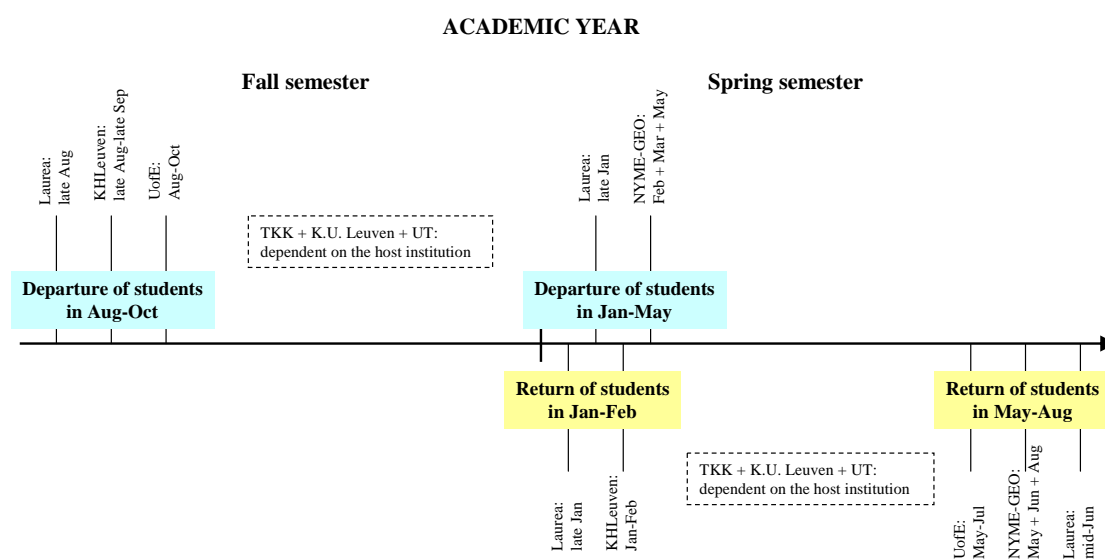 ACADEMIC YEAR
Fall semester
Spring semester
Laurea:
late Aug
KHLeuven:
late Aug-late Sep
UofE:
Aug-Oct
Laurea:
late Jan
NYME-GEO:
Feb + Mar + May
TKK + K.U. Leuven + UT:
dependent on the host institution
Departure of students
in Aug-Oct
Departure of students
in Jan-May
Return of students
in Jan-Feb
Return of students
in May-Aug
TKK + K.U. Leuven + UT:
dependent on the host institution
Laurea:
late Jan
KHLeuven:
Jan-Feb
UofE:
May-Jul
NYME-GEO:
May + Jun + Aug
Laurea:
mid-Jun